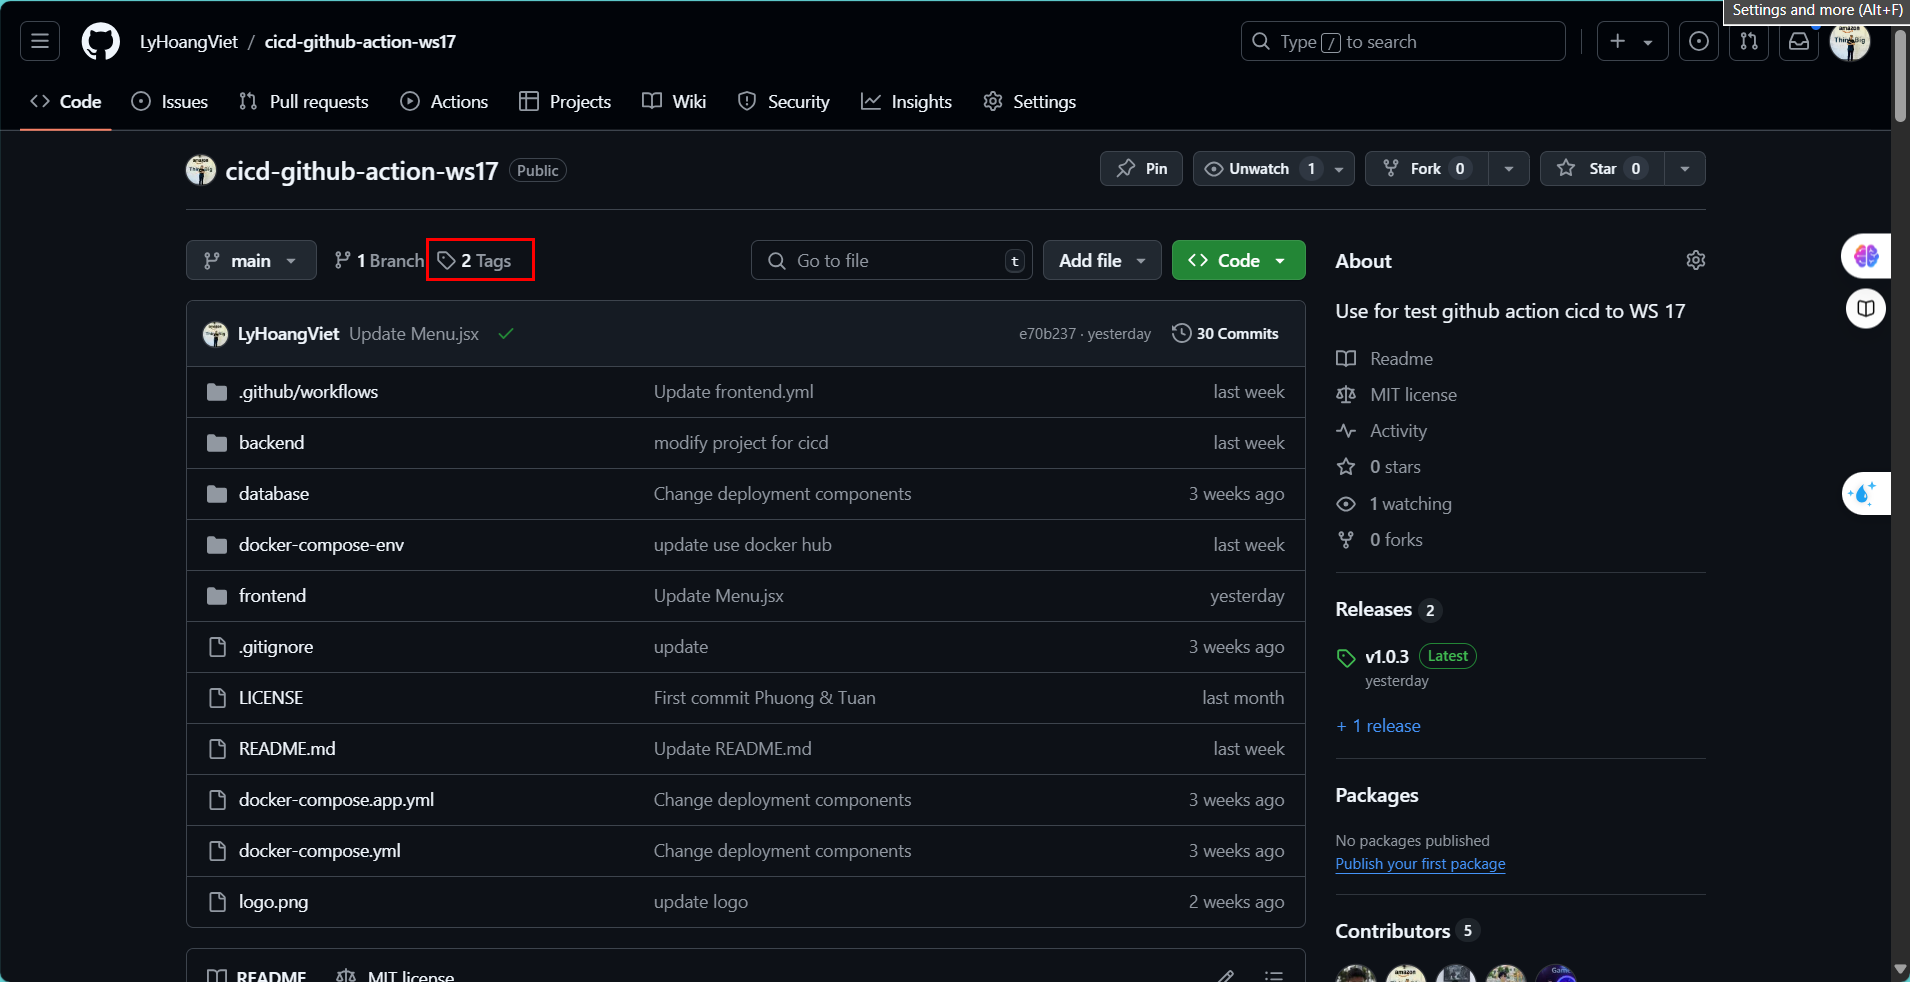 Settings and more (Alt+F)
LyHoangViet / cicd-github-action-ws17
Type / to search
Code Issues Pull requests Actions Projects Wiki Security Insights Settings
cicd-github-action-ws17 Public
Pin Unwatch 1 Fork 0 Star 0
main 1 Branch 2 Tags Go to file t Add file Code
LyHoangViet Update Menu.jsx e70b237 · yesterday 30 Commits
.github/workflows Update frontend.yml last week
backend modify project for cicd last week
database Change deployment components 3 weeks ago
docker-compose-env update use docker hub last week
frontend Update Menu.jsx yesterday
.gitignore update 3 weeks ago
LICENSE First commit Phuong & Tuan last month
README.md Update README.md last week
docker-compose.app.yml Change deployment components 3 weeks ago
docker-compose.yml Change deployment components 3 weeks ago
logo.png update logo 2 weeks ago
README MIT license
About
Use for test github action cicd to WS 17
Readme
MIT license
Activity
0 stars
1 watching
0 forks
Releases 2
v1.0.3 Latest
yesterday
+ 1 release
Packages
No packages published
Publish your first package
Contributors 5